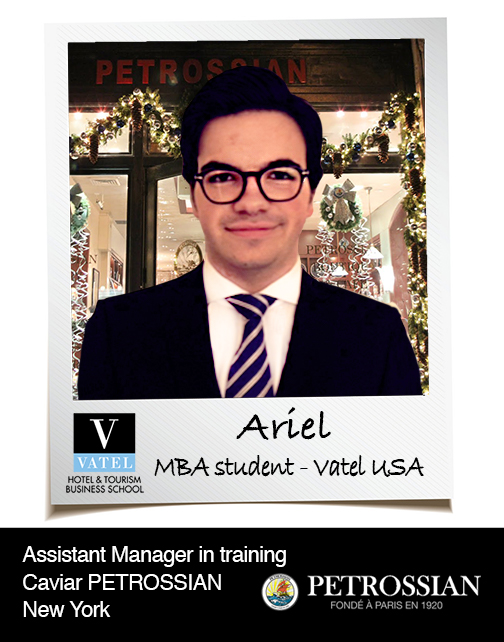 PETROSSIAN
PETROSSIAN
Ariel
MBA student - Vatel USA
V
VATEL
HOTEL & TOURISM
BUSINESS SCHOOL
Assistant Manager in training
Caviar PETROSSIAN
New York
PETROSSIAN
FONDÉ À PARIS EN 1920